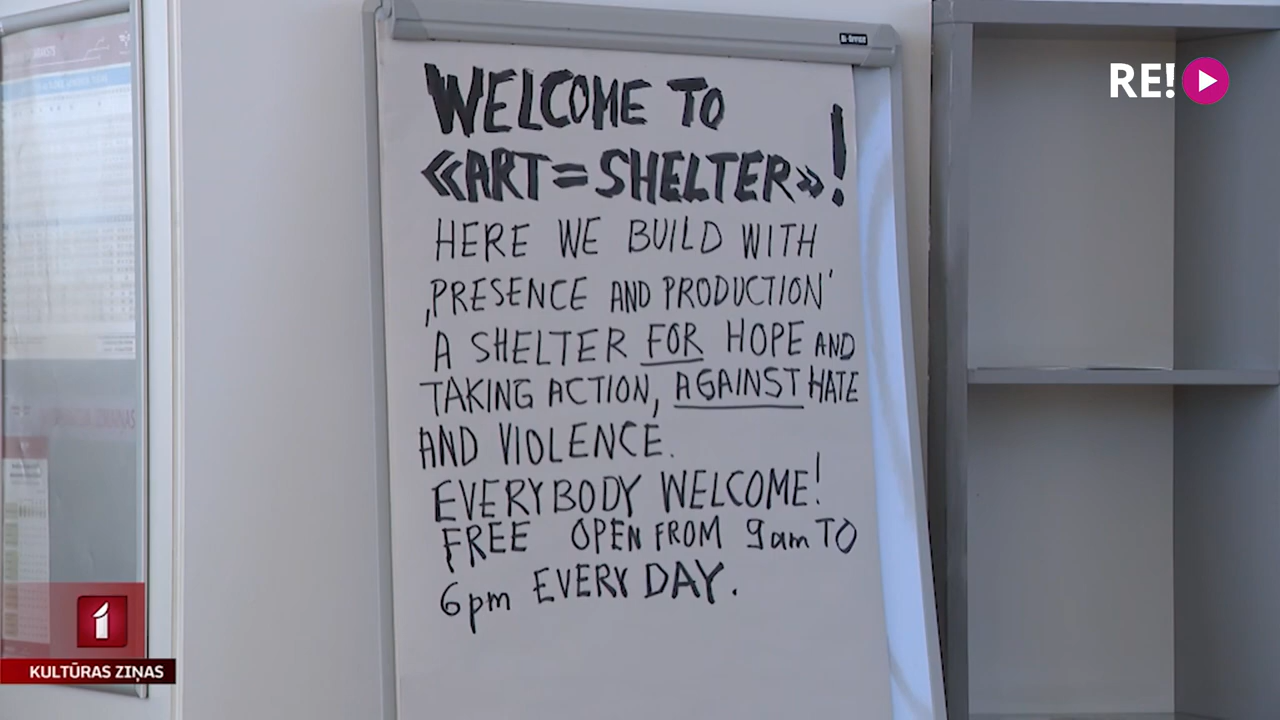 WELCOME TO
«ART=SHELTER»!
HERE WE BUILD WITH
‚PRESENCE AND PRODUCTION‘
A SHELTER FOR HOPE AND
TAKING ACTION, AGAINST HATE
AND VIOLENCE.
EVERYBODY WELCOME!
FREE OPEN FROM 9am TO
6pm EVERY DAY.
RE!
1
KULTŪRAS ZIŅAS